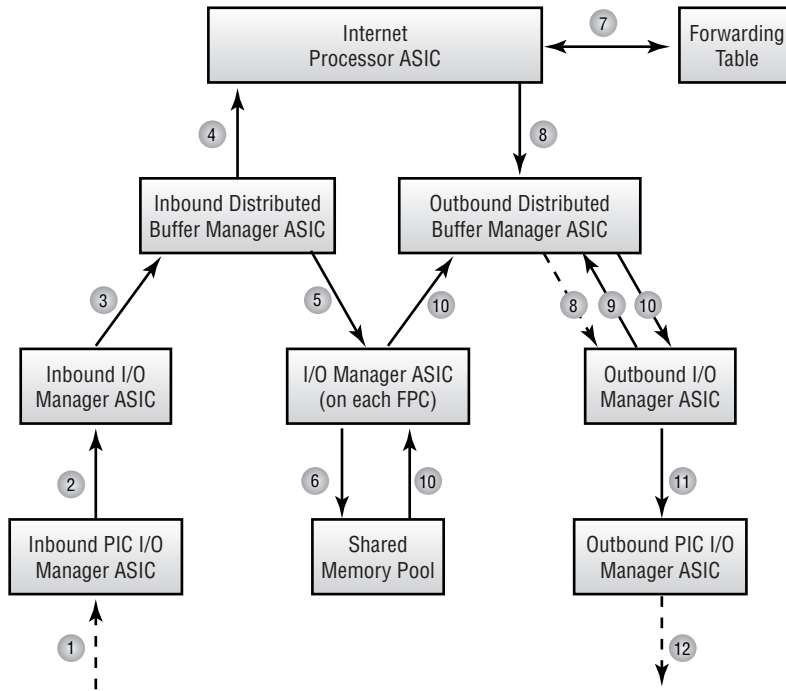 Internet
Processor ASIC
7
Forwarding
Table
4
8
Inbound Distributed
Buffer Manager ASIC
Outbound Distributed
Buffer Manager ASIC
3
5
10
8
9
10
Inbound I/O
Manager ASIC
I/O Manager ASIC
(on each FPC)
Outbound I/O
Manager ASIC
2
6
10
11
Inbound PIC I/O
Manager ASIC
Shared
Memory Pool
Outbound PIC I/O
Manager ASIC
1
12